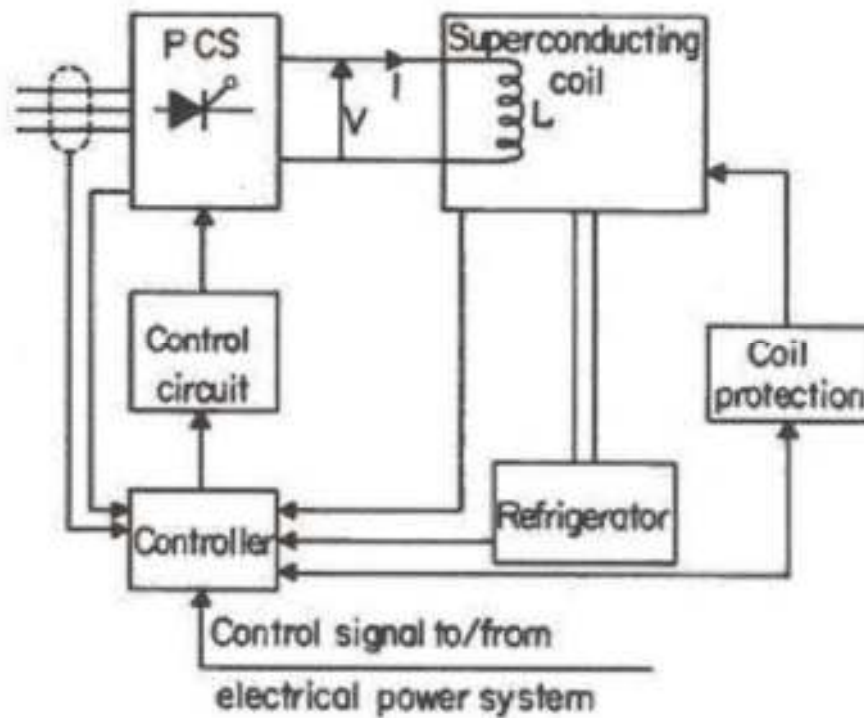 PCS
Superconducting
coil
V
I
L
Control
circuit
Coil
protection
Refrigerator
Controller
Control signal to/from
electrical power system